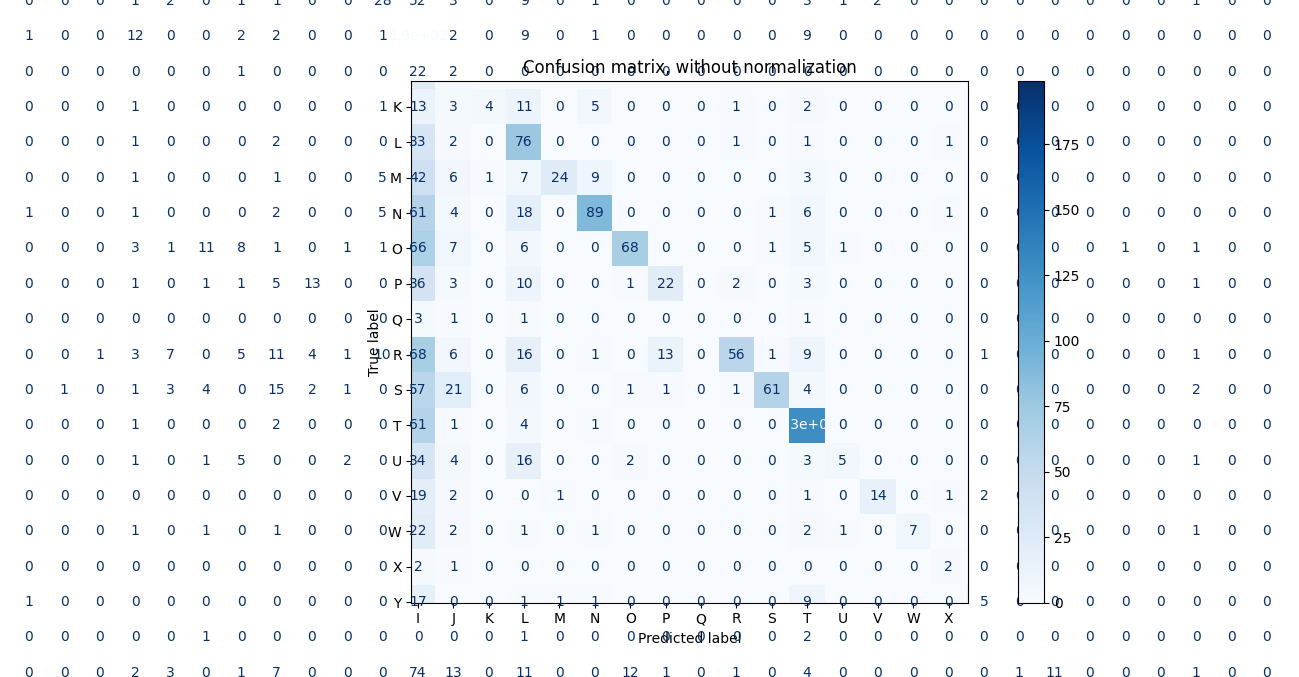 0 0 0 1 2 0 1 1 0 0 28 52 3 0 9 0 1 0 0 0 0 0 3 1 2 0 0 0 0 0 0 0 1 0 0
1 0 0 12 0 0 2 2 0 0 1 2 0 9 0 1 0 0 0 0 0 9 0 0 0 0 0 0 0 0 0 0 0 0 0
Confusion matrix, without normalization
0 0 0 0 0 0 1 0 0 0 0 22 2 0 0 0 0 0 0 0 0 0 0 0 0 0 0 0 0 0 0 0 0 0 0 0
0 0 0 1 0 0 0 0 0 0 1 K 13 3 4 11 0 5 0 0 0 1 0 2 0 0 0 0 0 0 0 0 0 0 0 0 0
0 0 0 1 0 0 0 2 0 0 0 L 33 2 0 76 0 0 0 0 0 1 0 1 0 0 0 1 0 0 0 0 0 0 0 0 0
175
0 0 0 1 0 0 0 1 0 0 5 M 42 6 1 7 24 9 0 0 0 0 0 3 0 0 0 0 0 0 0 0 0 0 0 0 0
1 0 0 1 0 0 0 2 0 0 5 N 61 4 0 18 0 89 0 0 0 0 1 6 0 0 0 1 0 0 0 0 0 0 0 0 0
150
0 0 0 3 1 11 8 1 0 1 1 O 66 7 0 6 0 0 68 0 0 0 1 5 1 0 0 0 0 0 0 0 1 0 1 0 0
125
0 0 0 1 0 1 1 5 13 0 0 P 36 3 0 10 0 0 1 22 0 2 0 3 0 0 0 0 0 0 0 0 0 0 1 0 0
0 0 0 0 0 0 0 0 0 0 0 Q 3 1 0 1 0 0 0 0 0 0 0 1 0 0 0 0 0 0 0 0 0 0 0 0 0
100
True label
0 0 1 3 7 0 5 11 4 1 10 R 68 6 0 16 0 1 0 13 0 56 1 9 0 0 0 0 1 0 0 0 0 0 1 0 0
0 1 0 1 3 4 0 15 2 1 0 S 57 21 0 6 0 0 1 1 0 1 61 4 0 0 0 0 0 0 0 0 0 0 2 0 0
75
0 0 0 1 0 0 0 2 0 0 0 T 61 1 0 4 0 1 0 0 0 0 0 3e+0 0 0 0 0 0 0 0 0 0 0 0 0 0
0 0 0 1 0 1 5 0 0 2 0 U 34 4 0 16 0 0 2 0 0 0 0 3 5 0 0 0 0 0 0 0 0 0 1 0 0
50
0 0 0 0 0 0 0 0 0 0 0 V 19 2 0 0 1 0 0 0 0 0 0 1 0 14 0 1 2 0 0 0 0 0 0 0 0
0 0 0 1 0 1 0 1 0 0 0 W 22 2 0 1 0 1 0 0 0 0 0 2 1 0 7 0 0 0 0 0 0 0 1 0 0
25
0 0 0 0 0 0 0 0 0 0 0 X 2 1 0 0 0 0 0 0 0 0 0 0 0 0 0 2 0 0 0 0 0 0 0 0 0
1 0 0 0 0 0 0 0 0 0 0 Y 17 0 0 1 1 1 0 0 0 0 0 9 0 0 0 0 5 0 0 0 0 0 0 0 0
0
I J K L M N O P Q R S T U V W X
Predicted label
0 0 0 0 0 1 0 0 0 0 0 0 0 0 1 0 0 0 0 0 0 0 2 0 0 0 0 0 0 0 0 0 0 0 0 0
0 0 0 2 3 0 1 7 0 0 0 74 13 0 11 0 0 12 1 0 1 0 4 0 0 0 0 0 1 11 0 0 0 1 0 0